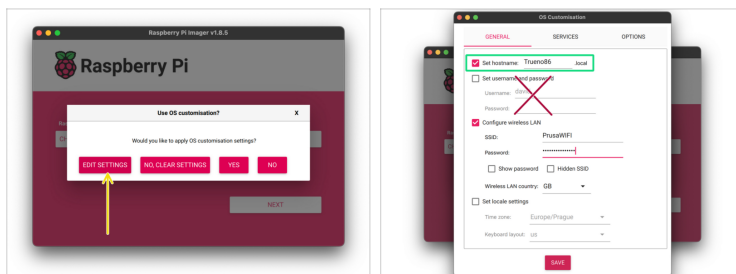 Raspberry Pi Imager v1.8.5
Raspberry Pi
Use OS customisation?
X
Would you like to apply OS customisation settings?
EDIT SETTINGS
NO, CLEAR SETTINGS
YES
NO
NEXT
OS Customisation
GENERAL
SERVICES
OPTIONS
Set hostname: Trueno86 .local
Set username and password
Username:
Password:
Configure wireless LAN
SSID: PrusaWIFI
Password: ••••••••••••••
Show password
Hidden SSID
Wireless LAN country: GB
Set locale settings
Time zone: Europe/Prague
Keyboard layout: us
SAVE